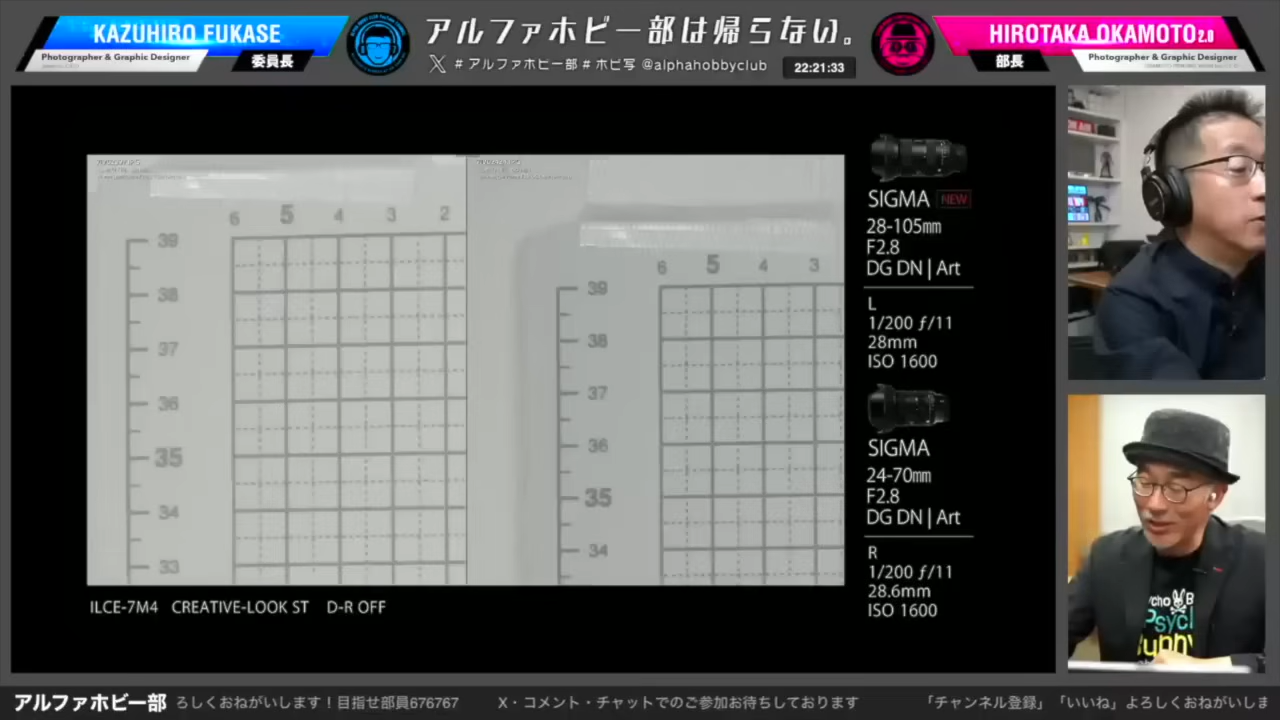 KAZUHIRO FUKASE
Photographer & Graphic Designer
委員長
アルファホビー部は帰らない。
#アルファホビー部 #ホビ写 @alphahobbyclub
22:21:33
HIROTAKA OKAMOTO2.0
部長
Photographer & Graphic Designer
6 5 4 3 2
39
38
37
36
35
34
33
6 5 4 3
39
38
37
36
35
34
SIGMA NEW
28-105mm
F2.8
DG DN | Art
L
1/200 ƒ/11
28mm
ISO 1600
SIGMA
24-70mm
F2.8
DG DN | Art
R
1/200 ƒ/11
28.6mm
ISO 1600
ILCE-7M4 CREATIVE-LOOK ST D-R OFF
ON AIR
Psycl
unny
アルファホビー部 ろしくおねがいします！目指せ部員676767 X・コメント・チャットでのご参加お待ちしております 「チャンネル登録」「いいね」よろしくおねがいしま